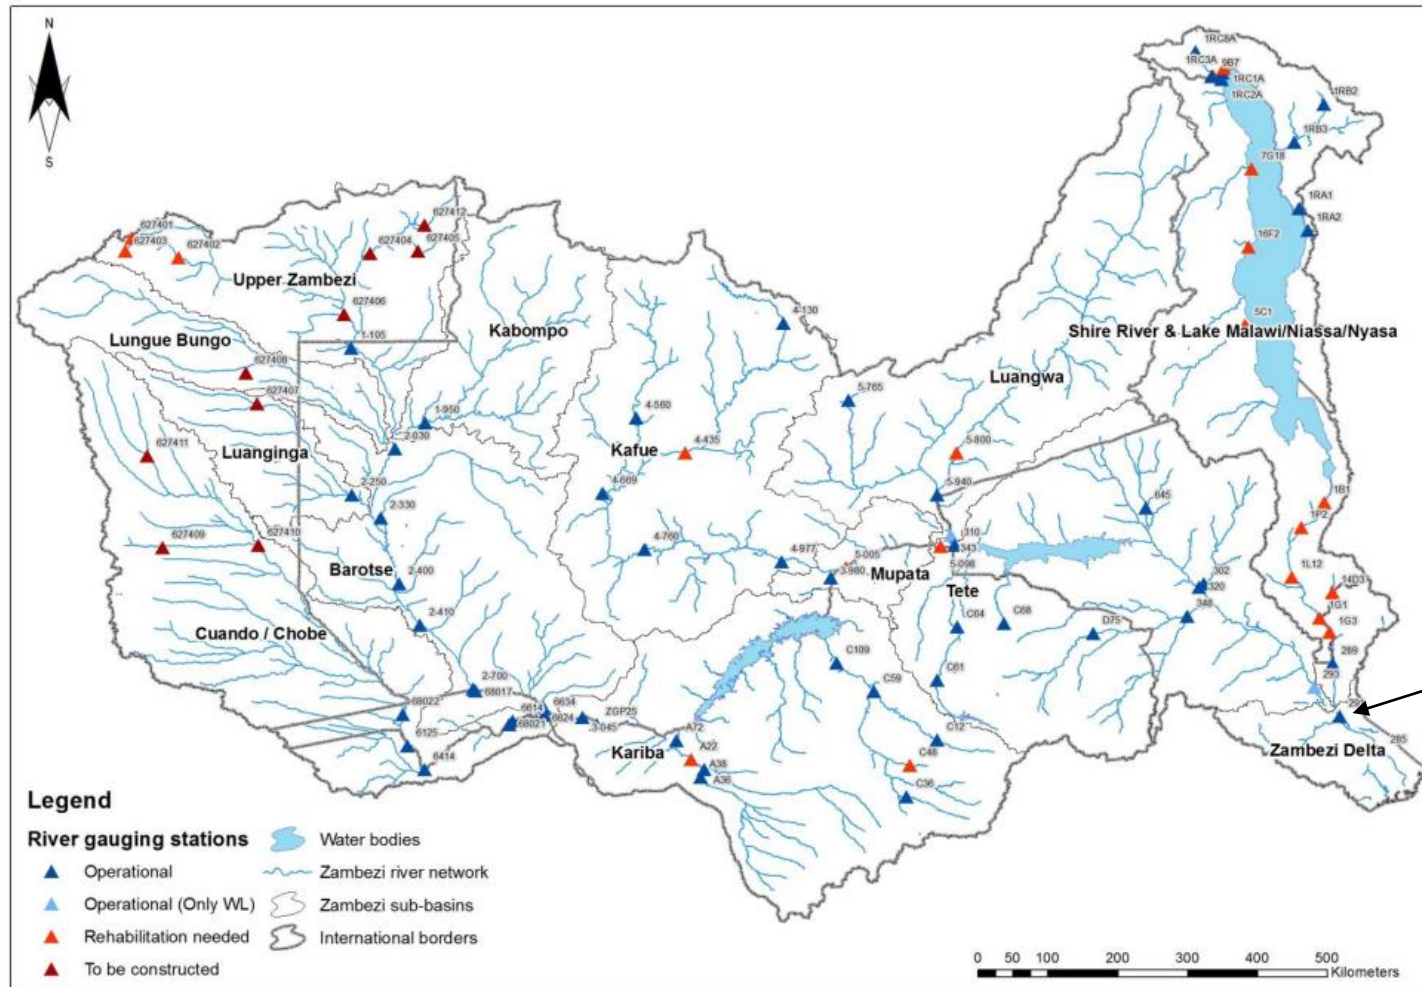 N
S
1RC8A
1RC3A
9B7
1RC1A
1RC2A
1RB2
1RB3
7G18
1RA1
1RA2
16F2
5C1
Shire River & Lake Malawi/Niassa/Nyasa
627412
627401
627403
627402
627404
627405
Upper Zambezi
627406
1-105
Kabompo
4-130
Lungue Bungo
627408
627407
5-765
Luangwa
1-950
4-560
2-030
Kafue
4-435
5-800
627411
Luanginga
2-250
4-669
5-940
645
1B1
2-330
1P2
627409
627410
4-760
4-977
5-005
310
343
Barotse
3-980
Mupata
5-098
302
320
1L12
14D3
2-400
Tete
2-410
C64
C68
D75
348
1G1
1G3
Cuando / Chobe
C109
C61
289
C59
293
2-700
68017
68022
6634
6614
6624
68021
ZGP25
3-045
A72
C12
285
6125
Kariba
A22
C48
Zambezi Delta
6414
A38
A36
C36
Legend
River gauging stations
Operational
Operational (Only WL)
Rehabilitation needed
To be constructed
Water bodies
Zambezi river network
Zambezi sub-basins
International borders
0 50 100 200 300 400 500
Kilometers